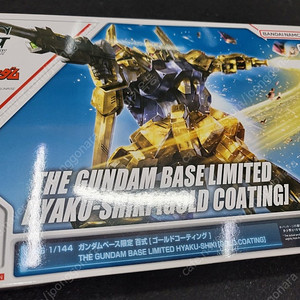 BANDAI NAMCO
THE GUNDAM BASE LIMITED
HYAKU-SHIKI [GOLD COATING]
1/144 ガンダムベース限定 百式 [ゴールドコーティング]
THE GUNDAM BASE LIMITED HYAKU-SHIKI [GOLD COATING]